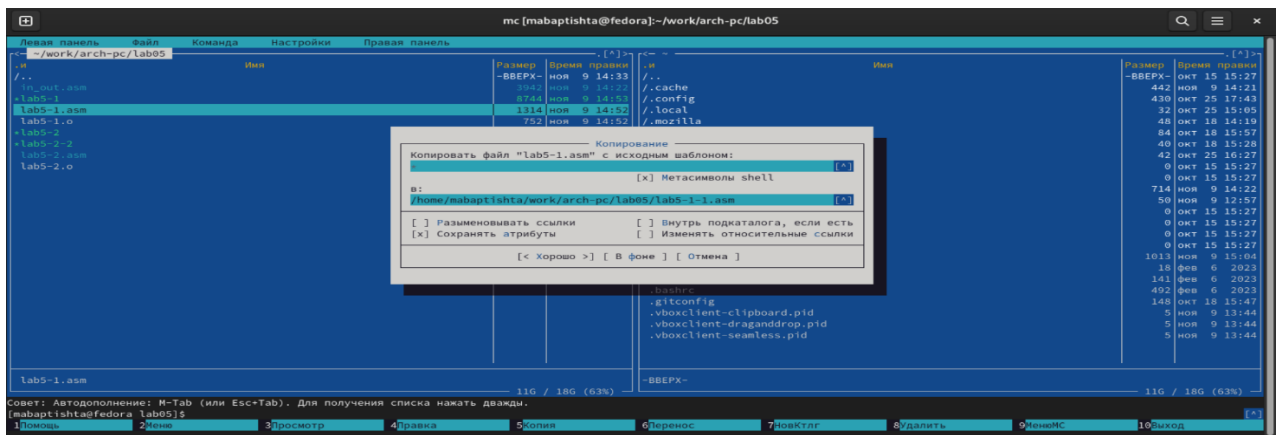 mc [mabaptishta@fedora]:~/work/arch-pc/lab05
Левая панель Файл Команда Настройки Правая панель
<— ~/work/arch-pc/lab05 .[^]>
.и Имя Размер Время правки
/.. -ВВЕРХ- ноя 9 14:33
in_out.asm 3942 ноя 9 14:22
*lab5-1 8744 ноя 9 14:53
lab5-1.asm 1314 ноя 9 14:52
lab5-1.o 752 ноя 9 14:52
*lab5-2
*lab5-2-2
lab5-2.asm
lab5-2.o
lab5-1.asm
11G / 18G (63%)
<— ~ .[^]>
.и Имя Размер Время правки
/.. -ВВЕРХ- окт 15 15:27
/.cache 442 ноя 9 14:21
/.config 430 окт 25 17:43
/.local 32 окт 25 15:05
/.mozilla 48 окт 18 14:19
84 окт 18 15:57
40 окт 18 15:28
42 окт 25 16:27
0 окт 15 15:27
0 окт 15 15:27
714 ноя 9 14:22
50 ноя 9 12:57
0 окт 15 15:27
0 окт 15 15:27
0 окт 15 15:27
0 окт 15 15:27
1013 ноя 9 15:04
18 фев 6 2023
141 фев 6 2023
.bashrc 492 фев 6 2023
.gitconfig 148 окт 18 15:47
.vboxclient-clipboard.pid 5 ноя 9 13:44
.vboxclient-draganddrop.pid 5 ноя 9 13:44
.vboxclient-seamless.pid 5 ноя 9 13:44
-ВВЕРХ-
11G / 18G (63%)
Копирование
Копировать файл "lab5-1.asm" с исходным шаблоном:
* [^]
[x] Метасимволы shell
в:
/home/mabaptishta/work/arch-pc/lab05/lab5-1-1.asm [^]
[ ] Разыменовывать ссылки [ ] Внутрь подкаталога, если есть
[x] Сохранять атрибуты [ ] Изменять относительные ссылки
[< Хорошо >] [ В фоне ] [ Отмена ]
Совет: Автодополнение: M-Tab (или Esc+Tab). Для получения списка нажать дважды.
[mabaptishta@fedora lab05]$ [^]
1Помощь 2Меню 3Просмотр 4Правка 5Копия 6Перенос 7НовКтлг 8Удалить 9МенюMC 10Выход